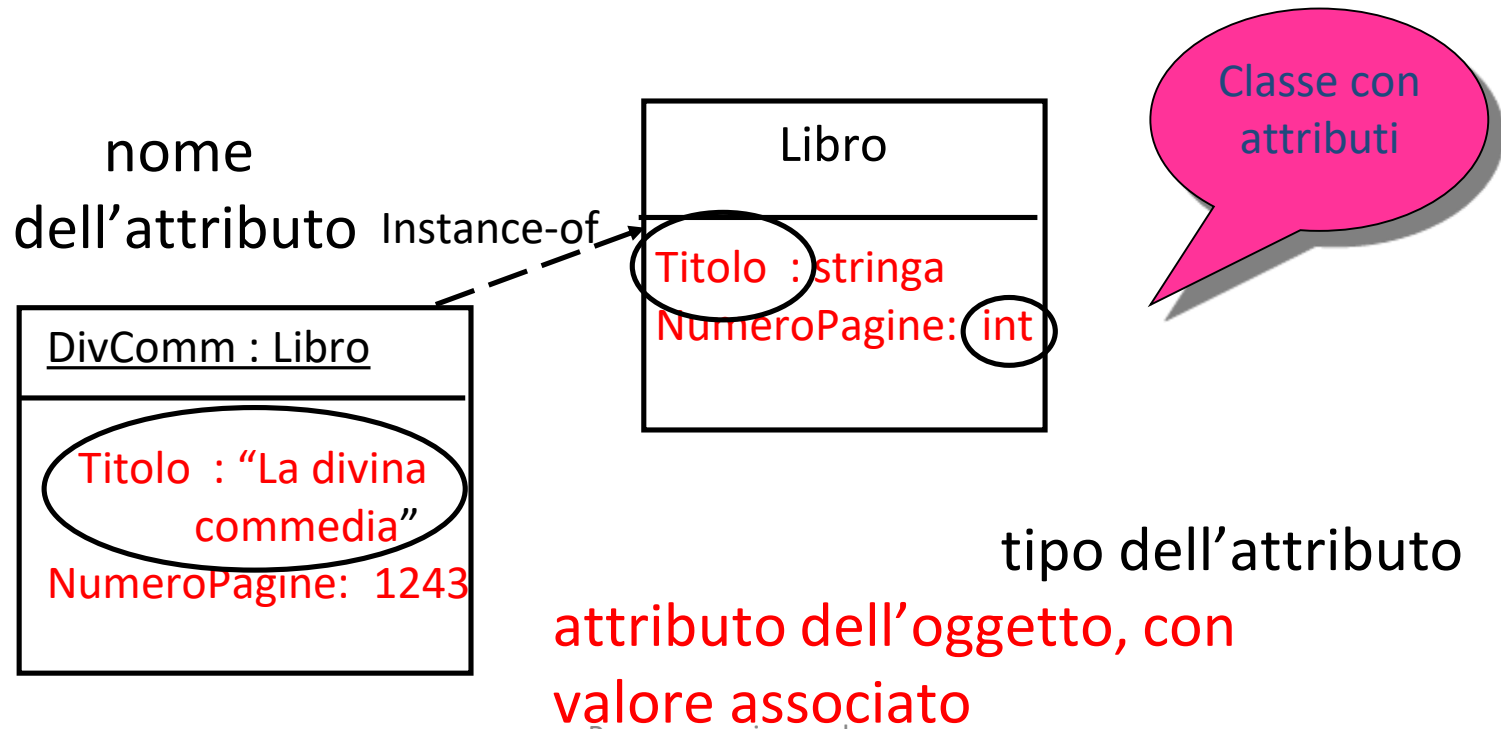 Classe con
attributi
nome
dell’attributo
Instance-of
Libro
Titolo : stringa
NumeroPagine: int
DivComm : Libro
Titolo : “La divina
commedia”
NumeroPagine: 1243
tipo dell’attributo
attributo dell’oggetto, con
valore associato